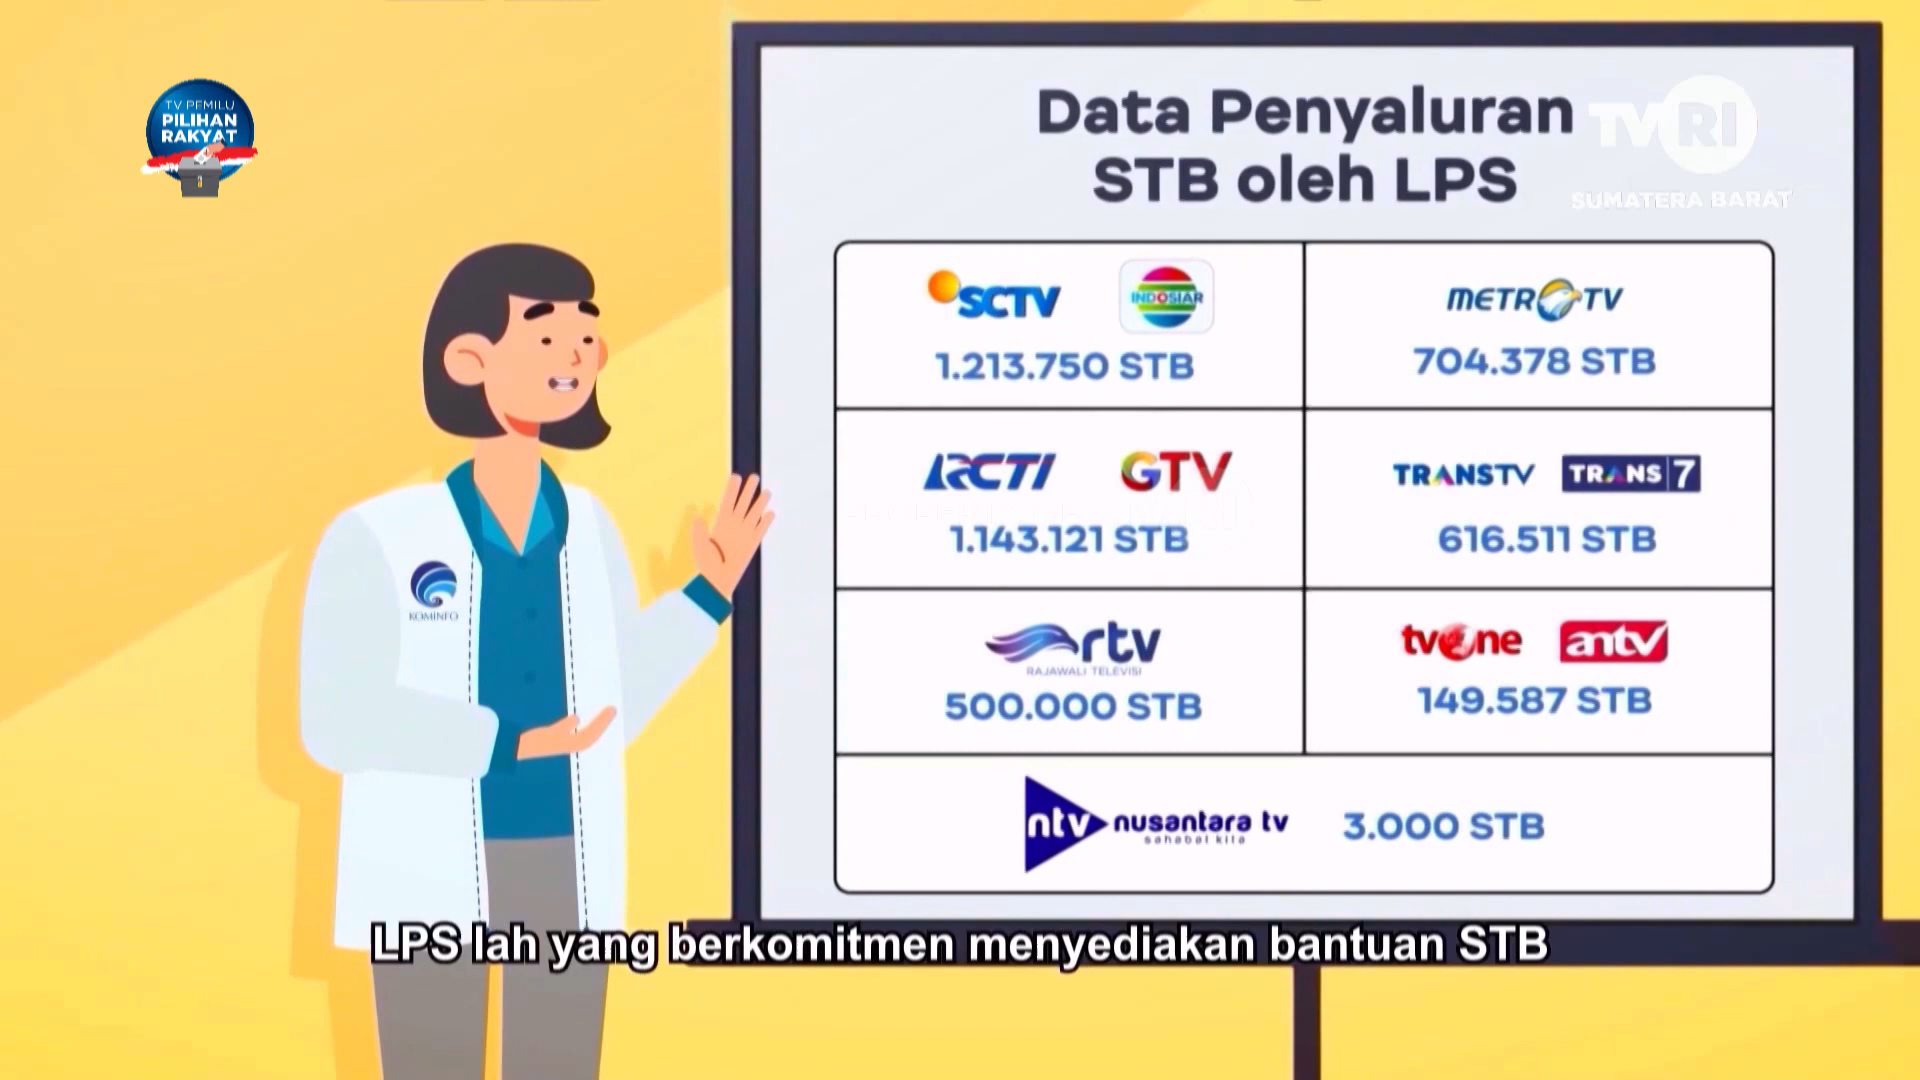 TV PEMILU
PILIHAN
RAKYAT
TVRI
SUMATERA BARAT
Data Penyaluran
STB oleh LPS
SCTV
INDOSIAR
1.213.750 STB
METRO TV
704.378 STB
RCTI
GTV
1.143.121 STB
TRANSTV
TRANS|7
616.511 STB
rtv
RAJAWALI TELEVISI
500.000 STB
tvOne
antv
149.587 STB
ntv
nusantara tv
sahabat kita
3.000 STB
KOMINFO
LPS lah yang berkomitmen menyediakan bantuan STB